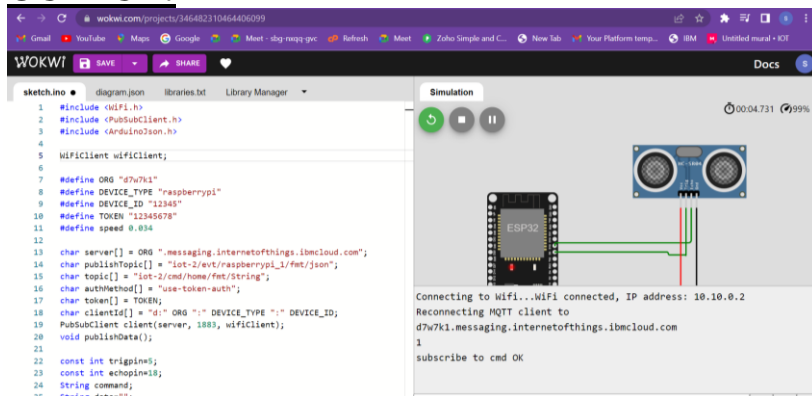 wokwi.com/projects/346482310464406099
Gmail YouTube Maps Google Meet - sbg-nxqq-gvc Refresh Meet Zoho Simple and C... New Tab Your Platform temp... IBM Untitled mural • IOT
WOKWI SAVE SHARE Docs S
sketch.ino diagram.json libraries.txt Library Manager
Simulation
00:04.731 99%
1 #include <WiFi.h>
2 #include <PubSubClient.h>
3 #include <ArduinoJson.h>
4
5 WiFiClient wifiClient;
6
7 #define ORG "d7w7k1"
8 #define DEVICE_TYPE "raspberrypi"
9 #define DEVICE_ID "12345"
10 #define TOKEN "12345678"
11 #define speed 0.034
12
13 char server[] = ORG ".messaging.internetofthings.ibmcloud.com";
14 char publishTopic[] = "iot-2/evt/raspberrypi_1/fmt/json";
15 char topic[] = "iot-2/cmd/home/fmt/String";
16 char authMethod[] = "use-token-auth";
17 char token[] = TOKEN;
18 char clientId[] = "d:" ORG ":" DEVICE_TYPE ":" DEVICE_ID;
19 PubSubClient client(server, 1883, wifiClient);
20 void publishData();
21
22 const int trigpin=5;
23 const int echopin=18;
24 String command;
ESP32
Connecting to Wifi...WiFi connected, IP address: 10.10.0.2
Reconnecting MQTT client to
d7w7k1.messaging.internetofthings.ibmcloud.com
1
subscribe to cmd OK